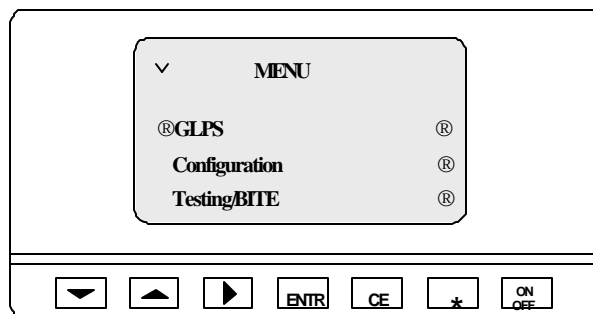 MENU
®GLPS ®
Configuration ®
Testing/BITE ®
ENTR CE * ON OFF